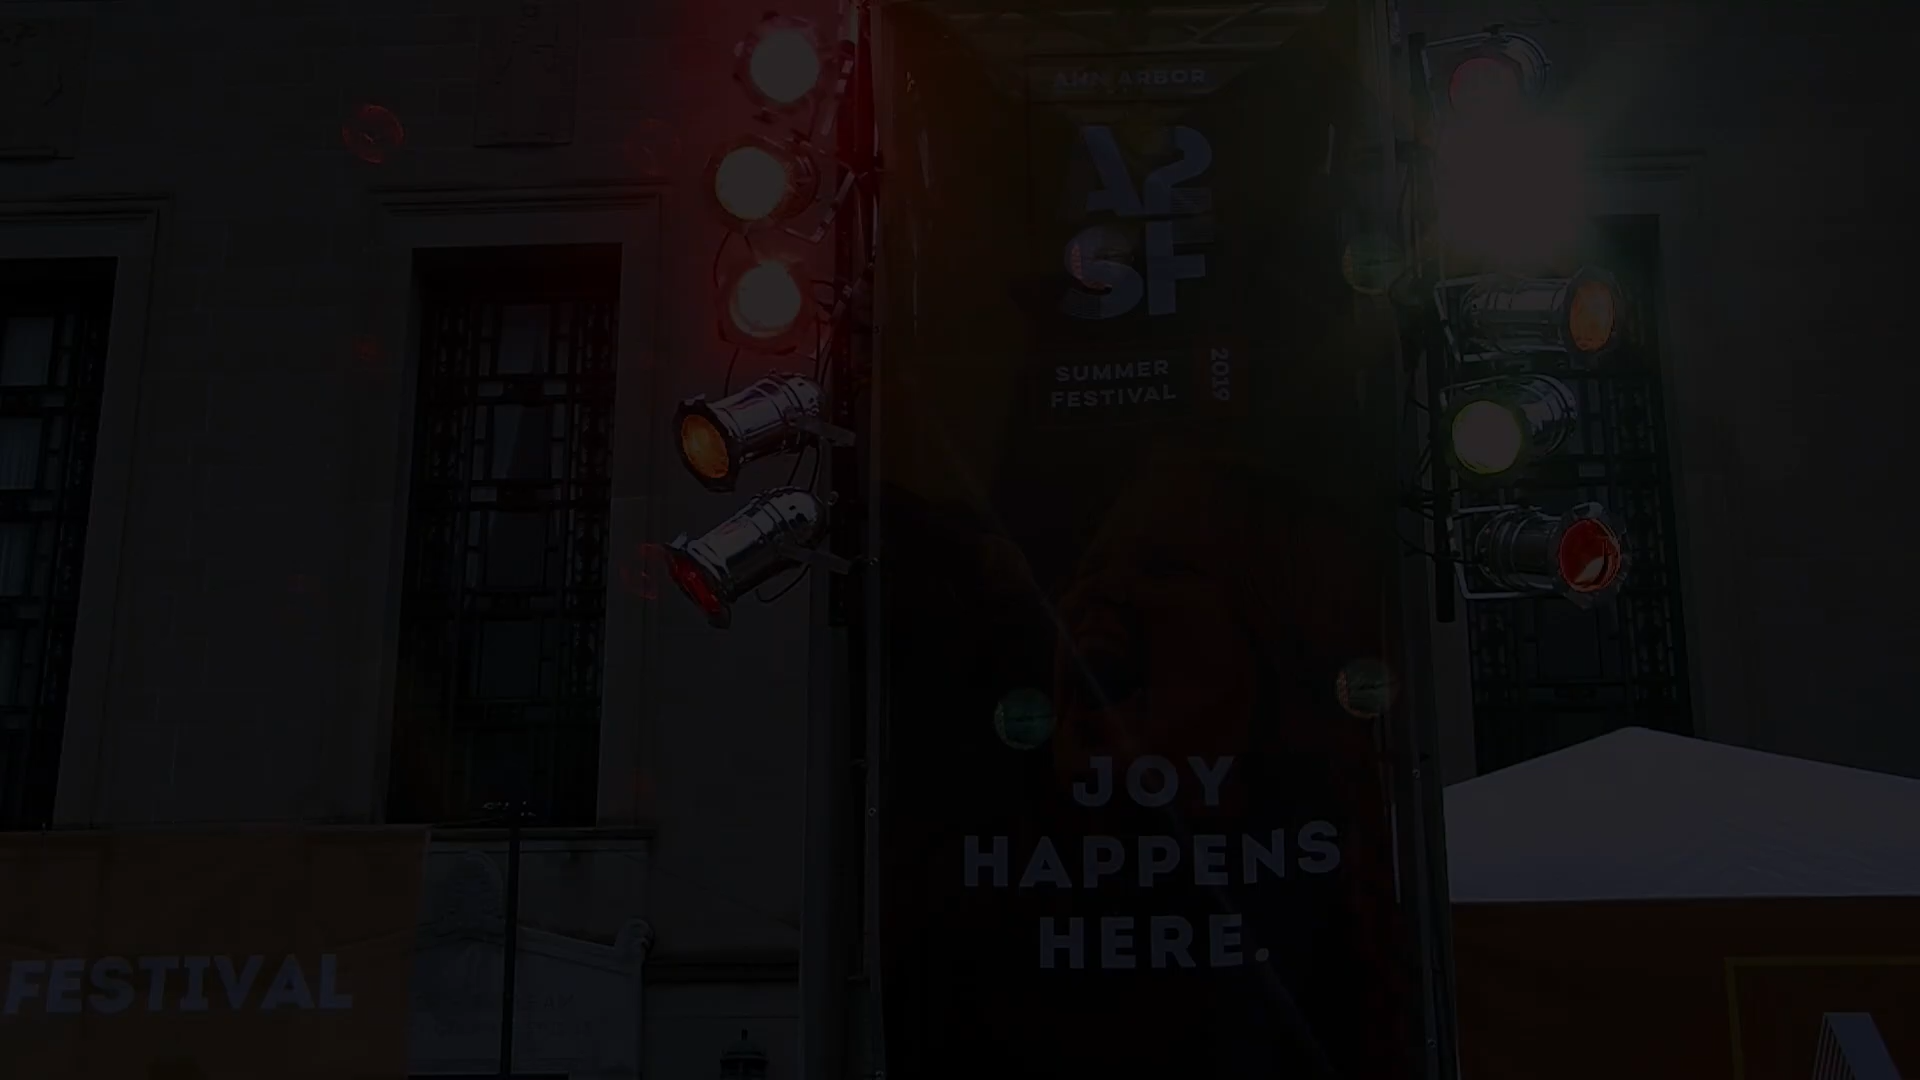 ANN ARBOR
A2
SF
SUMMER
FESTIVAL
2019
JOY
HAPPENS
HERE.
FESTIVAL